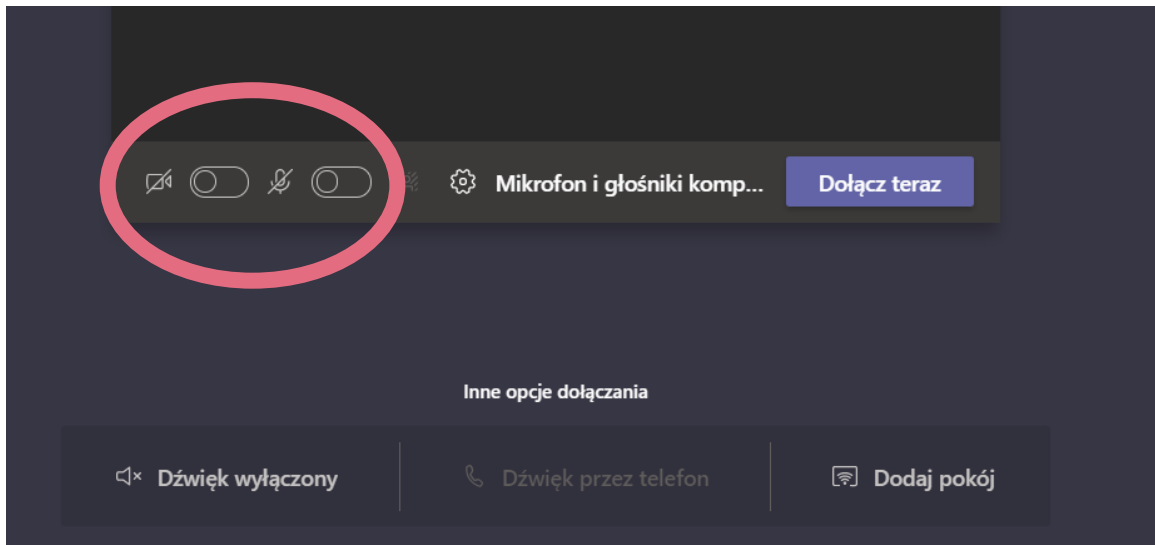 Mikrofon i głośniki komp...
Dołącz teraz
Inne opcje dołączania
Dźwięk wyłączony
Dźwięk przez telefon
Dodaj pokój